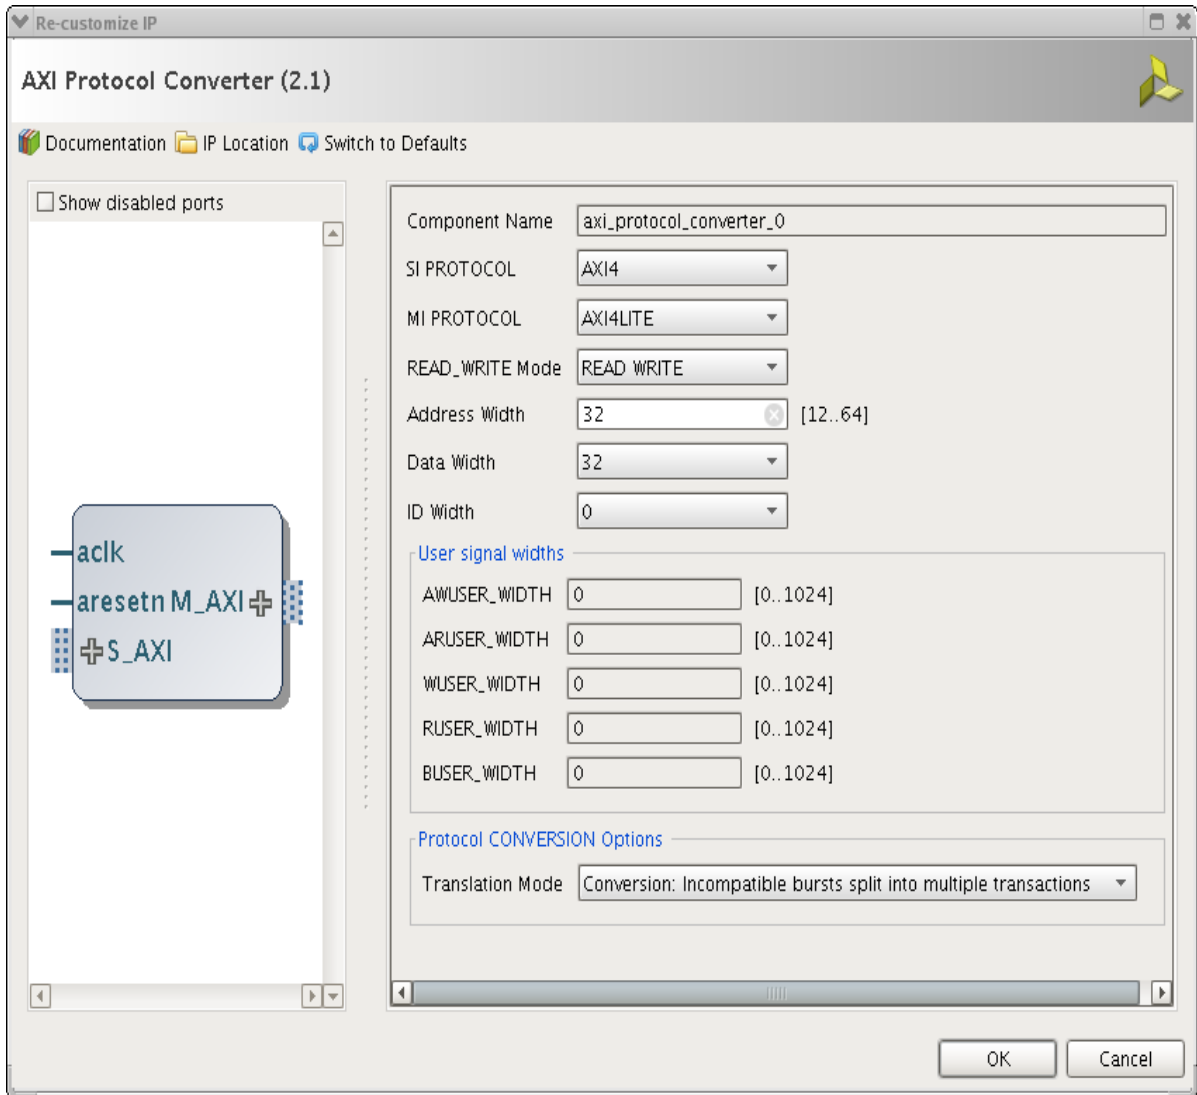 Re-customize IP
AXI Protocol Converter (2.1)
Documentation IP Location Switch to Defaults
Show disabled ports
aclk
aresetn M_AXI
S_AXI
Component Name axi_protocol_converter_0
SI PROTOCOL AXI4
MI PROTOCOL AXI4LITE
READ_WRITE Mode READ WRITE
Address Width 32 [12..64]
Data Width 32
ID Width 0
User signal widths
AWUSER_WIDTH 0 [0..1024]
ARUSER_WIDTH 0 [0..1024]
WUSER_WIDTH 0 [0..1024]
RUSER_WIDTH 0 [0..1024]
BUSER_WIDTH 0 [0..1024]
Protocol CONVERSION Options
Translation Mode Conversion: Incompatible bursts split into multiple transactions
OK Cancel